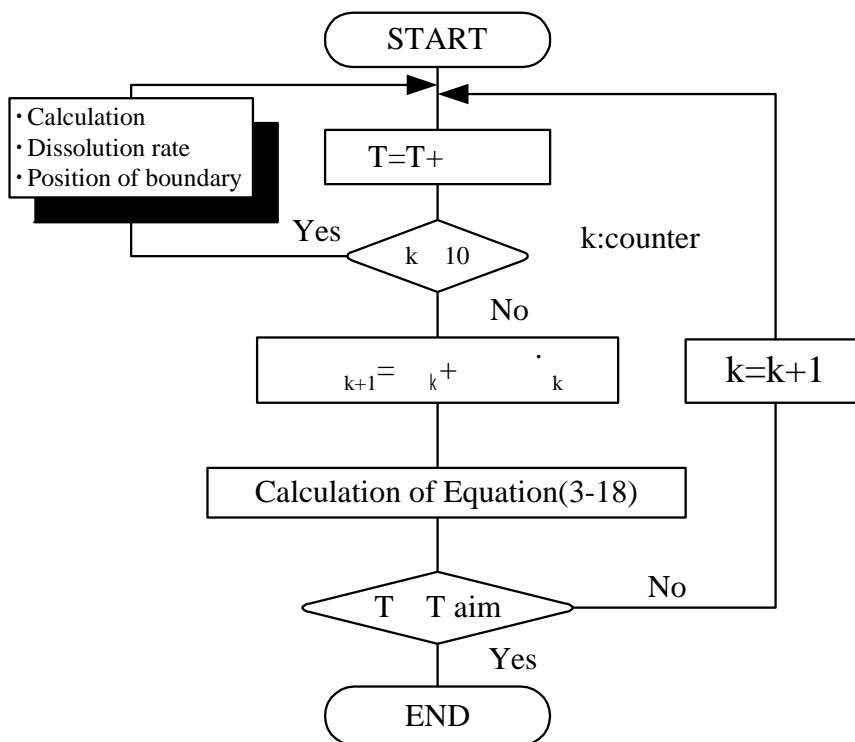 START
・Calculation
・Dissolution rate
・Position of boundary
T=T+
Yes
k 10
k:counter
No
k+1= k+ ˙k
k=k+1
Calculation of Equation(3-18)
T T aim
No
Yes
END